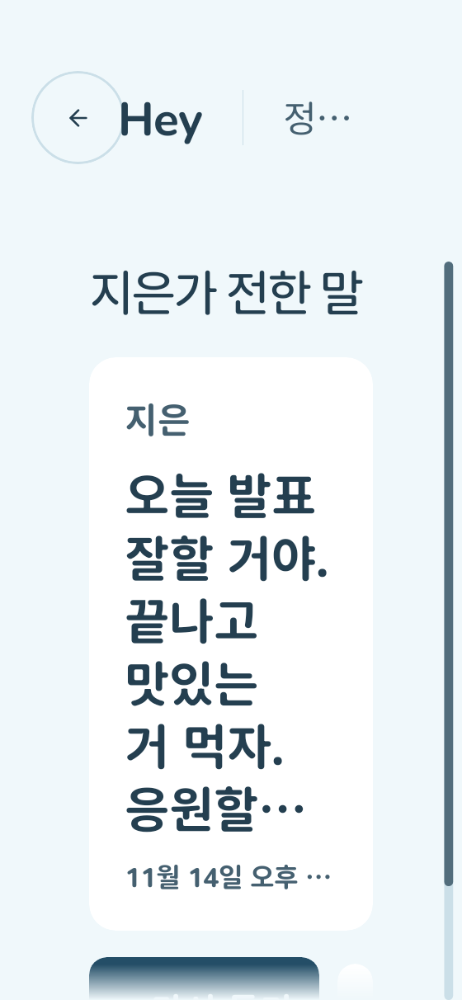 Hey
정…
지은가 전한 말
지은
오늘 발표
잘할 거야.
끝나고
맛있는
거 먹자.
응원할…
11월 14일 오후 …